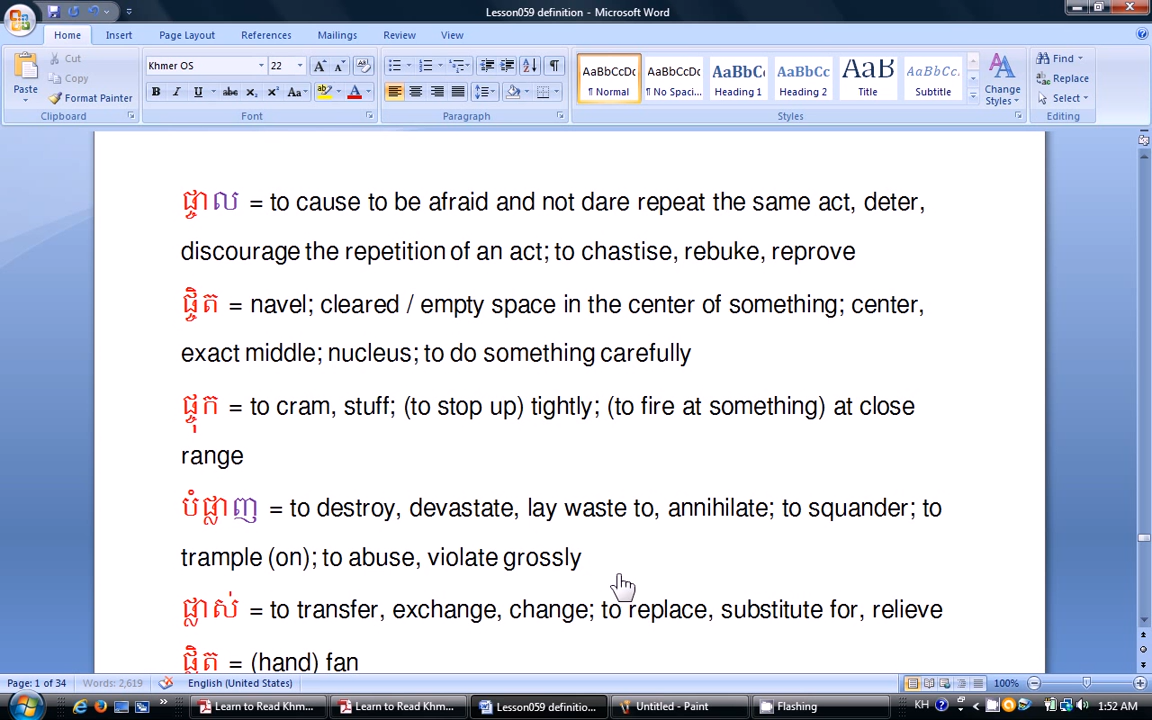 Lesson059 definition - Microsoft Word
Home Insert Page Layout References Mailings Review View
Paste Cut Copy Format Painter
Khmer OS 22
AaBbCcDc AaBbCcDc AaBbC AaBbCc AaB AaBbCc.
¶ Normal ¶ No Spaci... Heading 1 Heading 2 Title Subtitle
Change Styles
Find Replace Select
Clipboard Font Paragraph Styles Editing
ផ្ចាល = to cause to be afraid and not dare repeat the same act, deter,
discourage the repetition of an act; to chastise, rebuke, reprove
ផ្ចិត = navel; cleared / empty space in the center of something; center,
exact middle; nucleus; to do something carefully
ផ្ចុក = to cram, stuff; (to stop up) tightly; (to fire at something) at close
range
បំផ្លាញ = to destroy, devastate, lay waste to, annihilate; to squander; to
trample (on); to abuse, violate grossly
ផ្លាស់ = to transfer, exchange, change; to replace, substitute for, relieve
ផ្លិត = (hand) fan
Page: 1 of 34 Words: 2,619 English (United States) 100%
Learn to Read Khm... Learn to Read Khm... Lesson059 definitio... Untitled - Paint Flashing KH 1:52 AM